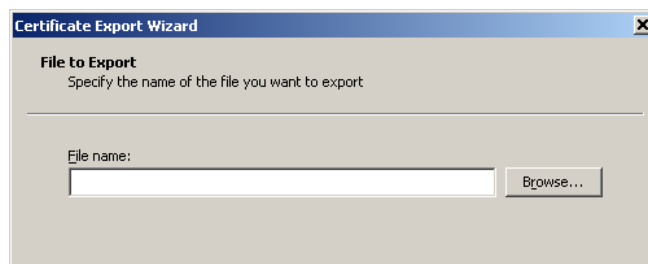 Certificate Export Wizard
File to Export
Specify the name of the file you want to export
File name:
Browse...